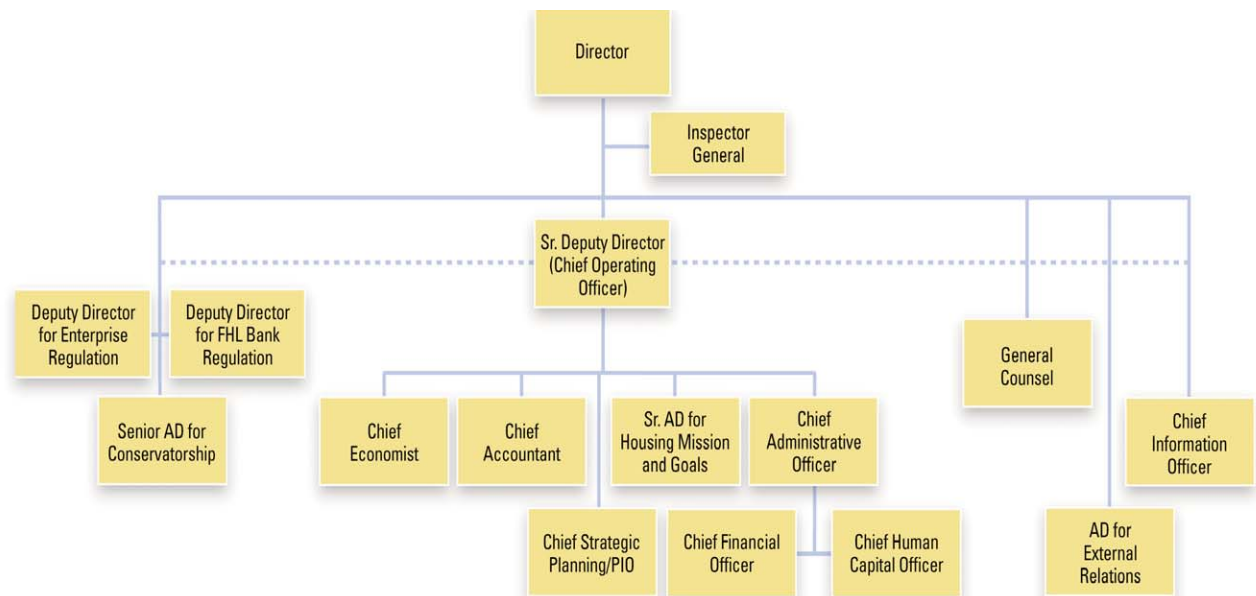 Director
Inspector
General
Sr. Deputy Director
(Chief Operating
Officer)
Deputy Director
for Enterprise
Regulation
Deputy Director
for FHL Bank
Regulation
Senior AD for
Conservatorship
General
Counsel
Chief
Information
Officer
AD for
External
Relations
Chief
Economist
Chief
Accountant
Sr. AD for
Housing Mission
and Goals
Chief
Administrative
Officer
Chief Strategic
Planning/PIO
Chief Financial
Officer
Chief Human
Capital Officer